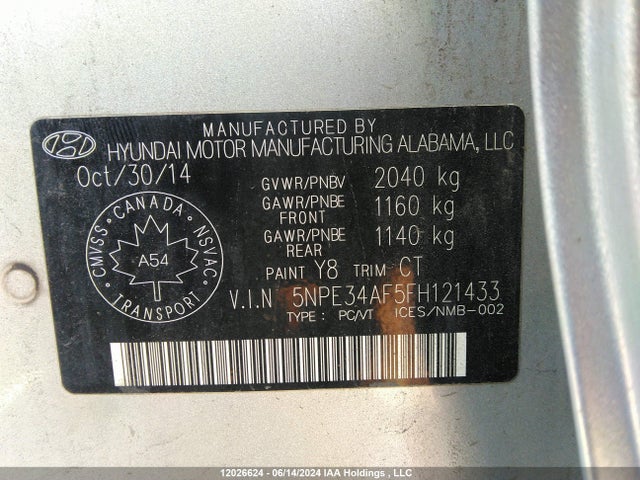 MANUFACTURED BY
HYUNDAI MOTOR MANUFACTURING ALABAMA, LLC
Oct/30/14
GVWR/PNBV 2040 kg
GAWR/PNBE FRONT 1160 kg
GAWR/PNBE REAR 1140 kg
CANADA
CMVSS NSVAC
A54
TRANSPORT
PAINT Y8 TRIM CT
V.I.N 5NPE34AF5FH121433
TYPE : PC/VT ICES/NMB-002
12026624 - 06/14/2024 IAA Holdings , LLC